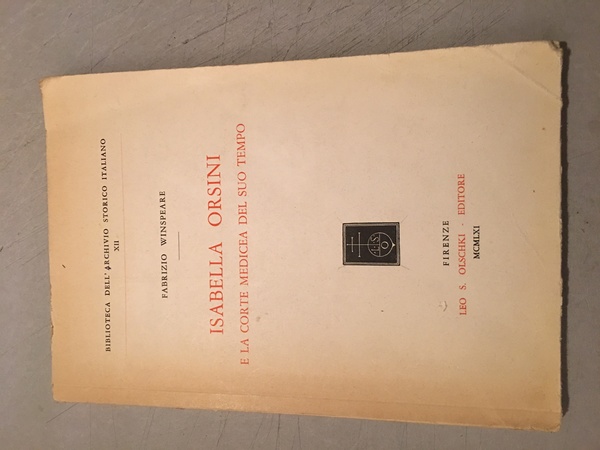 BIBLIOTECA DELL' ARCHIVIO STORICO ITALIANO
XII
FABRIZIO WINSPEARE
ISABELLA ORSINI
E LA CORTE MEDICEA DEL SUO TEMPO
L S O
FIRENZE
LEO S. OLSCHKI · EDITORE
MCMLXI